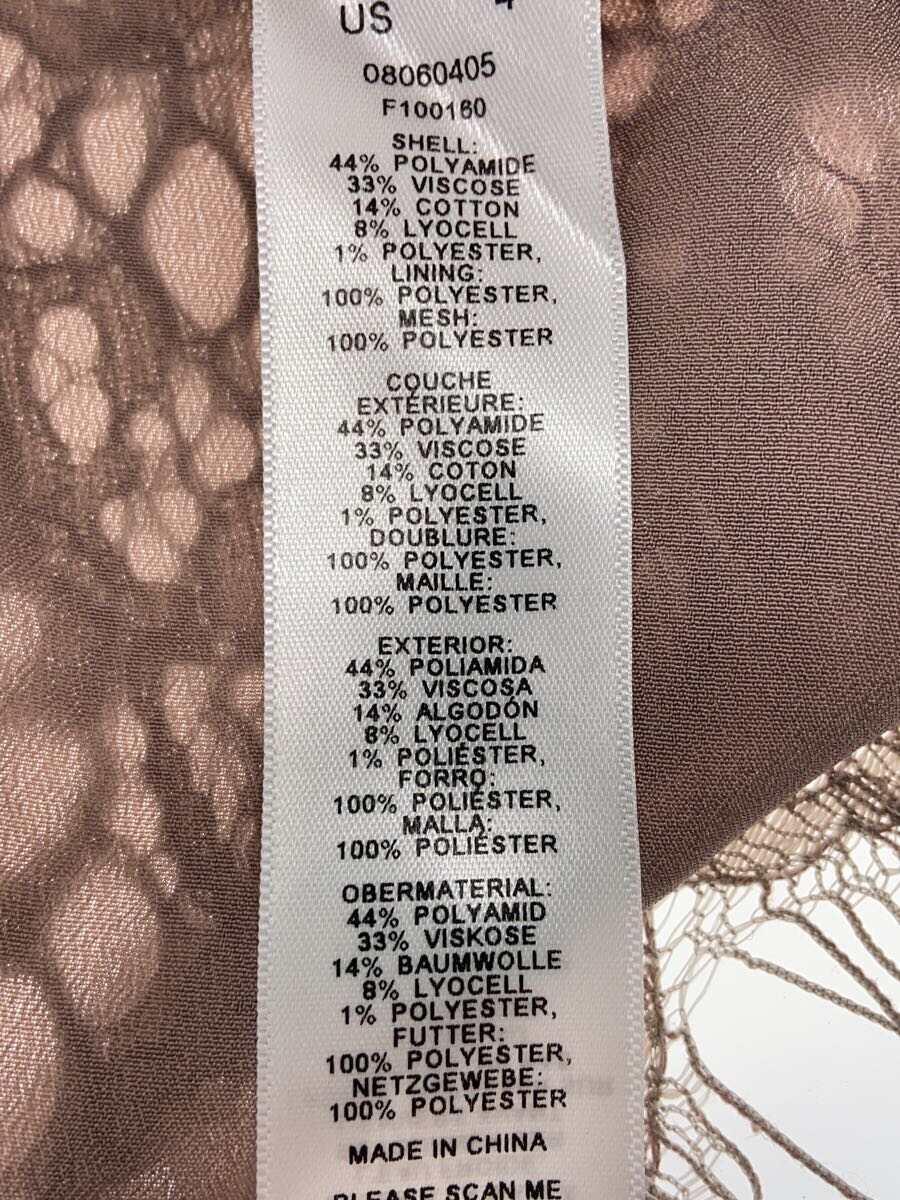 US
08060405
F100160
SHELL:
44% POLYAMIDE
33% VISCOSE
14% COTTON
8% LYOCELL
1% POLYESTER,
LINING:
100% POLYESTER,
MESH:
100% POLYESTER
COUCHE
EXTÉRIEURE:
44% POLYAMIDE
33% VISCOSE
14% COTON
8% LYOCELL
1% POLYESTER,
DOUBLURE:
100% POLYESTER,
MAILLE:
100% POLYESTER
EXTERIOR:
44% POLIAMIDA
33% VISCOSA
14% ALGODÓN
8% LYOCELL
1% POLIÉSTER,
FORRO:
100% POLIÉSTER,
MALLA:
100% POLIÉSTER
OBERMATERIAL:
44% POLYAMID
33% VISKOSE
14% BAUMWOLLE
8% LYOCELL
1% POLYESTER,
FUTTER:
100% POLYESTER,
NETZGEWEBE:
100% POLYESTER
MADE IN CHINA
PLEASE SCAN ME